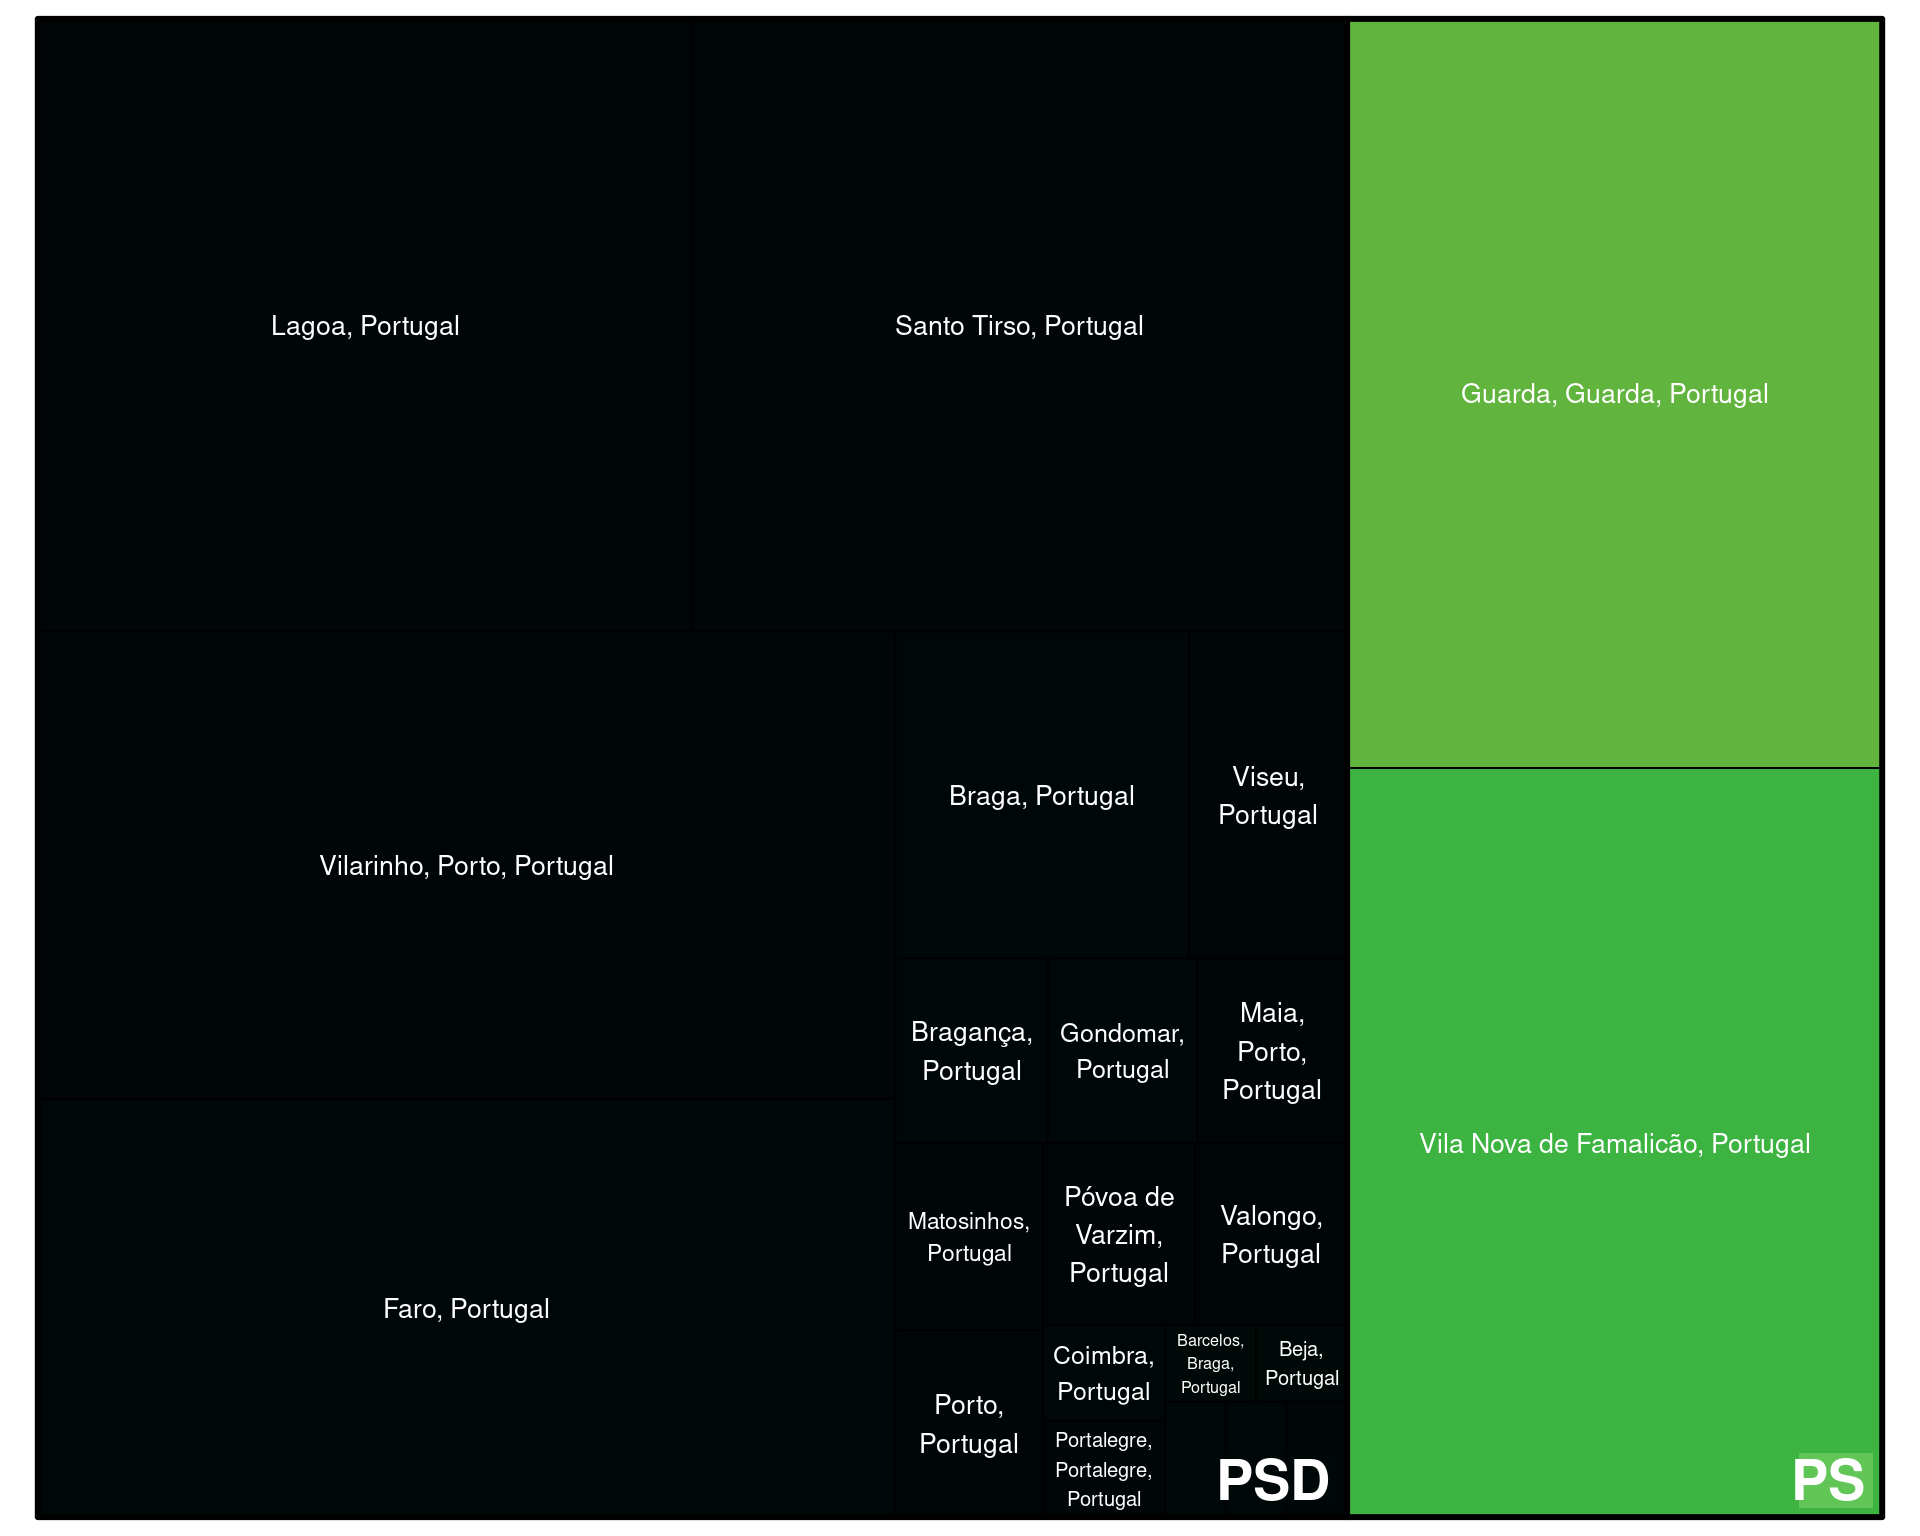 Lagoa, Portugal
Santo Tirso, Portugal
Guarda, Guarda, Portugal
Vilarinho, Porto, Portugal
Braga, Portugal
Viseu,
Portugal
Bragança,
Portugal
Gondomar,
Portugal
Maia,
Porto,
Portugal
Vila Nova de Famalicão, Portugal
Faro, Portugal
Matosinhos,
Portugal
Póvoa de
Varzim,
Portugal
Valongo,
Portugal
Porto,
Portugal
Coimbra,
Portugal
Barcelos,
Braga,
Portugal
Beja,
Portugal
Portalegre,
Portalegre,
Portugal
PSD
PS